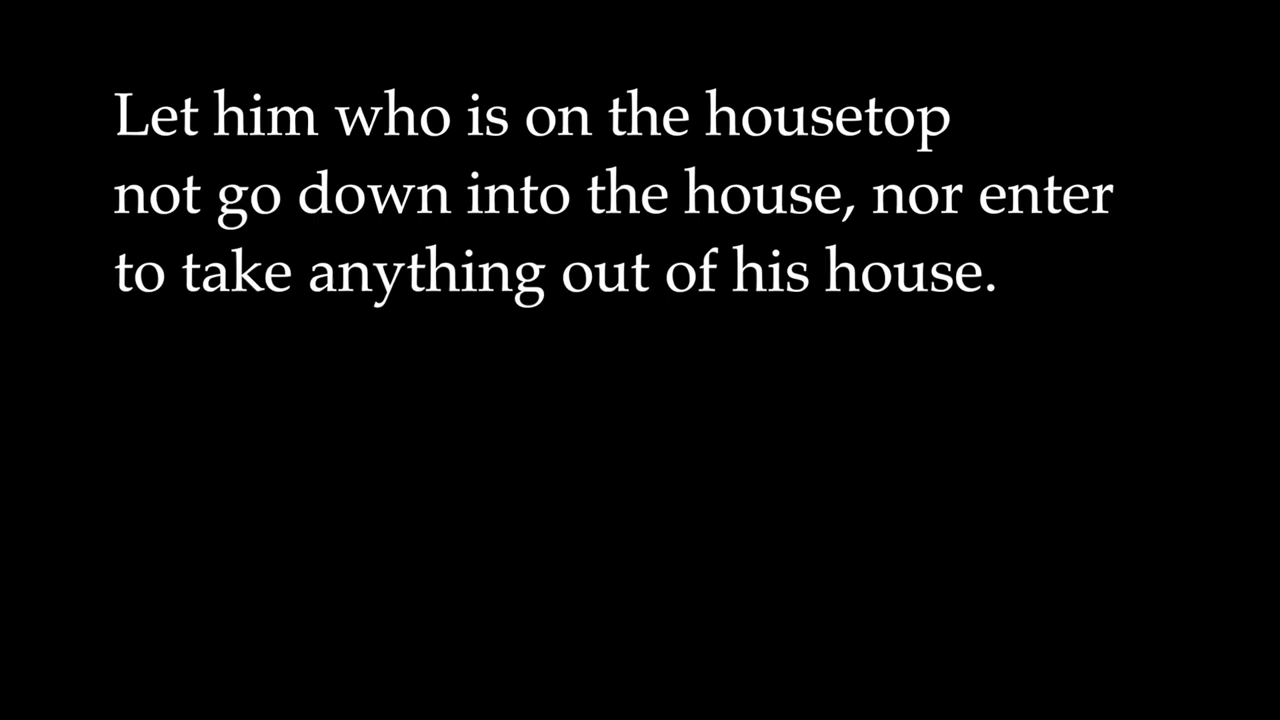 Let him who is on the housetop
not go down into the house, nor enter
to take anything out of his house.